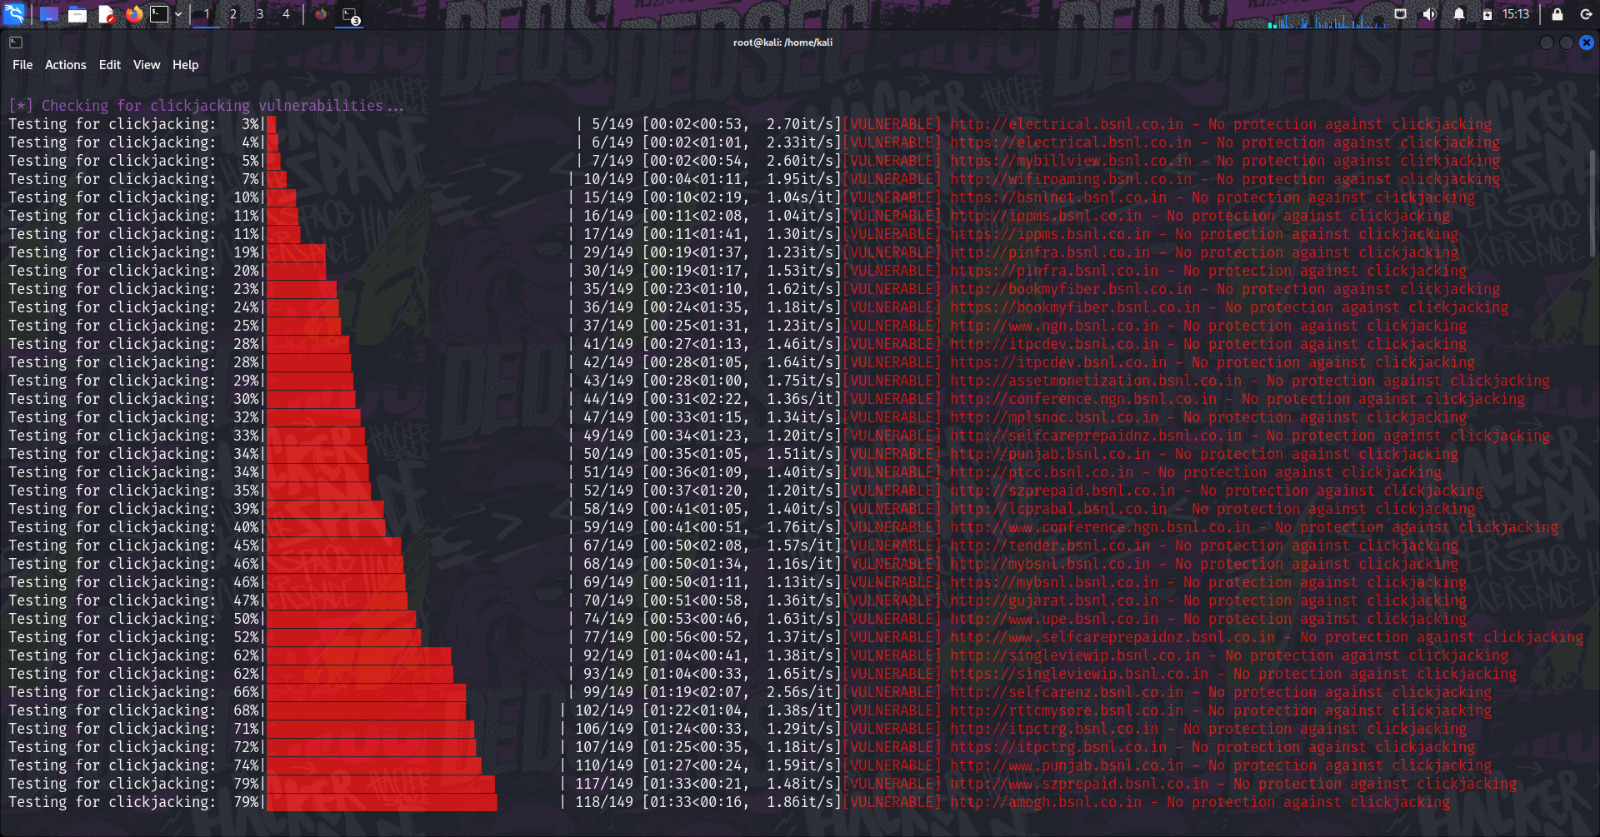 1 2 3 4 3 15:13
root@kali: /home/kali
File Actions Edit View Help
[*] Checking for clickjacking vulnerabilities...
Testing for clickjacking: 3%| | 5/149 [00:02<00:53, 2.70it/s][VULNERABLE] http://electrical.bsnl.co.in - No protection against clickjacking
Testing for clickjacking: 4%| | 6/149 [00:02<01:01, 2.33it/s][VULNERABLE] https://electrical.bsnl.co.in - No protection against clickjacking
Testing for clickjacking: 5%| | 7/149 [00:02<00:54, 2.60it/s][VULNERABLE] https://mybillview.bsnl.co.in - No protection against clickjacking
Testing for clickjacking: 7%| | 10/149 [00:04<01:11, 1.95it/s][VULNERABLE] http://wifiroaming.bsnl.co.in - No protection against clickjacking
Testing for clickjacking: 10%| | 15/149 [00:10<02:19, 1.04s/it][VULNERABLE] https://bsnlnet.bsnl.co.in - No protection against clickjacking
Testing for clickjacking: 11%| | 16/149 [00:11<02:08, 1.04it/s][VULNERABLE] http://ippms.bsnl.co.in - No protection against clickjacking
Testing for clickjacking: 11%| | 17/149 [00:11<01:41, 1.30it/s][VULNERABLE] https://ippms.bsnl.co.in - No protection against clickjacking
Testing for clickjacking: 19%| | 29/149 [00:19<01:37, 1.23it/s][VULNERABLE] http://pinfra.bsnl.co.in - No protection against clickjacking
Testing for clickjacking: 20%| | 30/149 [00:19<01:17, 1.53it/s][VULNERABLE] https://pinfra.bsnl.co.in - No protection against clickjacking
Testing for clickjacking: 23%| | 35/149 [00:23<01:10, 1.62it/s][VULNERABLE] http://bookmyfiber.bsnl.co.in - No protection against clickjacking
Testing for clickjacking: 24%| | 36/149 [00:24<01:35, 1.18it/s][VULNERABLE] https://bookmyfiber.bsnl.co.in - No protection against clickjacking
Testing for clickjacking: 25%| | 37/149 [00:25<01:31, 1.23it/s][VULNERABLE] http://www.ngn.bsnl.co.in - No protection against clickjacking
Testing for clickjacking: 28%| | 41/149 [00:27<01:13, 1.46it/s][VULNERABLE] http://itpcdev.bsnl.co.in - No protection against clickjacking
Testing for clickjacking: 28%| | 42/149 [00:28<01:05, 1.64it/s][VULNERABLE] https://itpcdev.bsnl.co.in - No protection against clickjacking
Testing for clickjacking: 29%| | 43/149 [00:28<01:00, 1.75it/s][VULNERABLE] http://assetmonetization.bsnl.co.in - No protection against clickjacking
Testing for clickjacking: 30%| | 44/149 [00:31<02:22, 1.36s/it][VULNERABLE] http://conference.ngn.bsnl.co.in - No protection against clickjacking
Testing for clickjacking: 32%| | 47/149 [00:33<01:15, 1.34it/s][VULNERABLE] http://mplsnoc.bsnl.co.in - No protection against clickjacking
Testing for clickjacking: 33%| | 49/149 [00:34<01:23, 1.20it/s][VULNERABLE] http://selfcareprepaidnz.bsnl.co.in - No protection against clickjacking
Testing for clickjacking: 34%| | 50/149 [00:35<01:05, 1.51it/s][VULNERABLE] http://punjab.bsnl.co.in - No protection against clickjacking
Testing for clickjacking: 34%| | 51/149 [00:36<01:09, 1.40it/s][VULNERABLE] http://ptcc.bsnl.co.in - No protection against clickjacking
Testing for clickjacking: 35%| | 52/149 [00:37<01:20, 1.20it/s][VULNERABLE] http://szprepaid.bsnl.co.in - No protection against clickjacking
Testing for clickjacking: 39%| | 58/149 [00:41<01:05, 1.40it/s][VULNERABLE] http://lcprabal.bsnl.co.in - No protection against clickjacking
Testing for clickjacking: 40%| | 59/149 [00:41<00:51, 1.76it/s][VULNERABLE] http://www.conference.ngn.bsnl.co.in - No protection against clickjacking
Testing for clickjacking: 45%| | 67/149 [00:50<02:08, 1.57s/it][VULNERABLE] http://tender.bsnl.co.in - No protection against clickjacking
Testing for clickjacking: 46%| | 68/149 [00:50<01:34, 1.16s/it][VULNERABLE] http://mybsnl.bsnl.co.in - No protection against clickjacking
Testing for clickjacking: 46%| | 69/149 [00:50<01:11, 1.13it/s][VULNERABLE] https://mybsnl.bsnl.co.in - No protection against clickjacking
Testing for clickjacking: 47%| | 70/149 [00:51<00:58, 1.36it/s][VULNERABLE] http://gujarat.bsnl.co.in - No protection against clickjacking
Testing for clickjacking: 50%| | 74/149 [00:53<00:46, 1.63it/s][VULNERABLE] http://www.upe.bsnl.co.in - No protection against clickjacking
Testing for clickjacking: 52%| | 77/149 [00:56<00:52, 1.37it/s][VULNERABLE] http://www.selfcareprepaidnz.bsnl.co.in - No protection against clickjacking
Testing for clickjacking: 62%| | 92/149 [01:04<00:41, 1.38it/s][VULNERABLE] http://singleviewip.bsnl.co.in - No protection against clickjacking
Testing for clickjacking: 62%| | 93/149 [01:04<00:33, 1.65it/s][VULNERABLE] https://singleviewip.bsnl.co.in - No protection against clickjacking
Testing for clickjacking: 66%| | 99/149 [01:19<02:07, 2.56s/it][VULNERABLE] http://selfcarenz.bsnl.co.in - No protection against clickjacking
Testing for clickjacking: 68%| | 102/149 [01:22<01:04, 1.38s/it][VULNERABLE] http://rttcmysore.bsnl.co.in - No protection against clickjacking
Testing for clickjacking: 71%| | 106/149 [01:24<00:33, 1.29it/s][VULNERABLE] http://itpctrg.bsnl.co.in - No protection against clickjacking
Testing for clickjacking: 72%| | 107/149 [01:25<00:35, 1.18it/s][VULNERABLE] https://itpctrg.bsnl.co.in - No protection against clickjacking
Testing for clickjacking: 74%| | 110/149 [01:27<00:24, 1.59it/s][VULNERABLE] http://www.punjab.bsnl.co.in - No protection against clickjacking
Testing for clickjacking: 79%| | 117/149 [01:33<00:21, 1.48it/s][VULNERABLE] http://www.szprepaid.bsnl.co.in - No protection against clickjacking
Testing for clickjacking: 79%| | 118/149 [01:33<00:16, 1.86it/s][VULNERABLE] http://amogh.bsnl.co.in - No protection against clickjacking